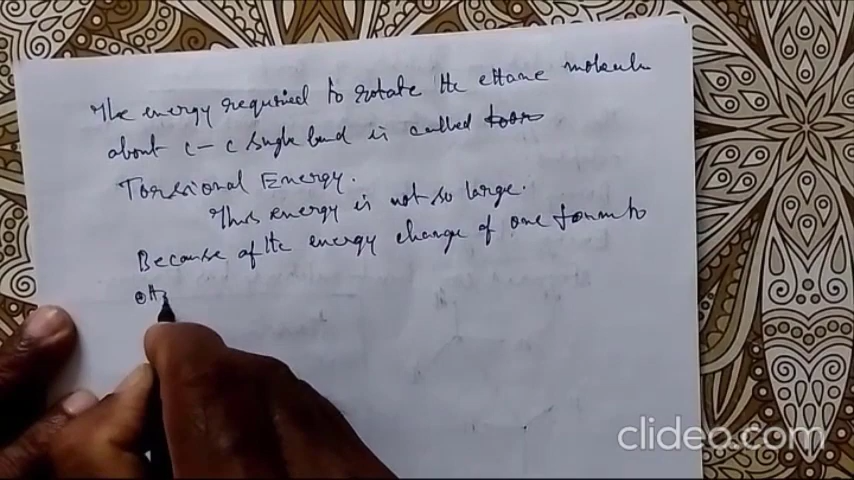 The energy required to rotate the ethane molecule
about C-C single bond is called
Torsional Energy.
This energy is not so large.
Because of the energy change of one form to
oth
clideo.com